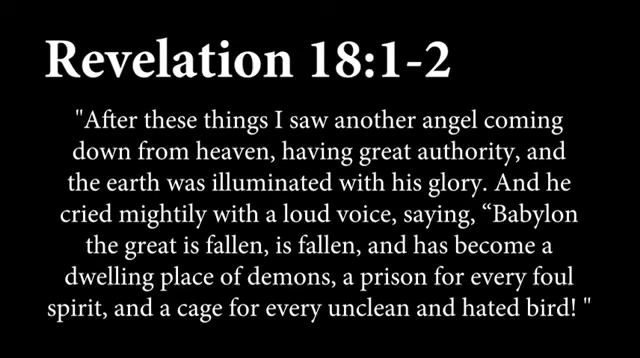 Revelation 18:1-2
"After these things I saw another angel coming
down from heaven, having great authority, and
the earth was illuminated with his glory. And he
cried mightily with a loud voice, saying, “Babylon
the great is fallen, is fallen, and has become a
dwelling place of demons, a prison for every foul
spirit, and a cage for every unclean and hated bird! "